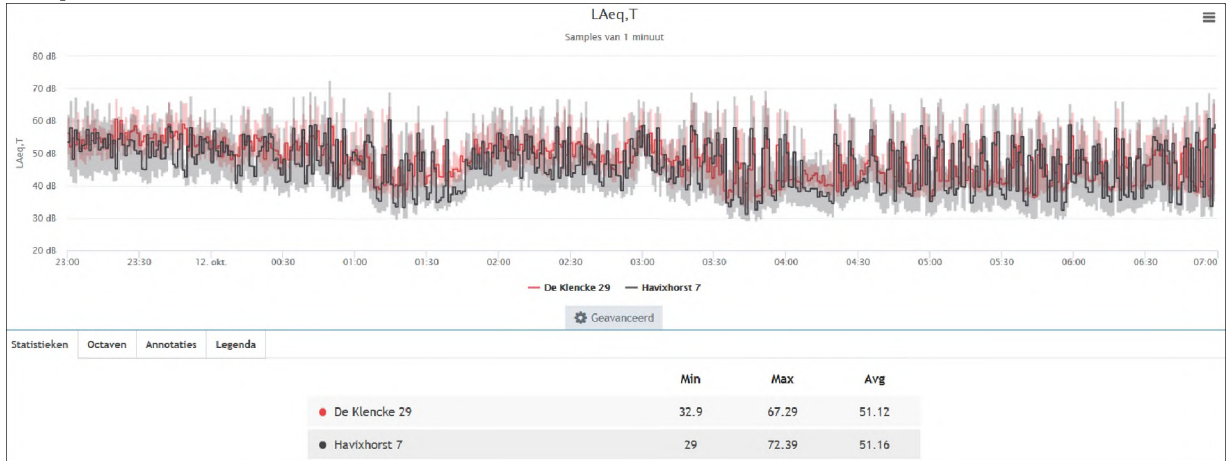 LAeq,T
Samples van 1 minuut
80 dB
70 dB
60 dB
50 dB
40 dB
30 dB
20 dB
LAeq,T
23:00 23:30 12. okt. 00:30 01:00 01:30 02:00 02:30 03:00 03:30 04:00 04:30 05:00 05:30 06:00 06:30 07:00
De Klencke 29 Havixhorst 7
Geavanceerd
Statistieken Octaven Annotaties Legenda
Min Max Avg
De Klencke 29 32.9 67.29 51.12
Havixhorst 7 29 72.39 51.16